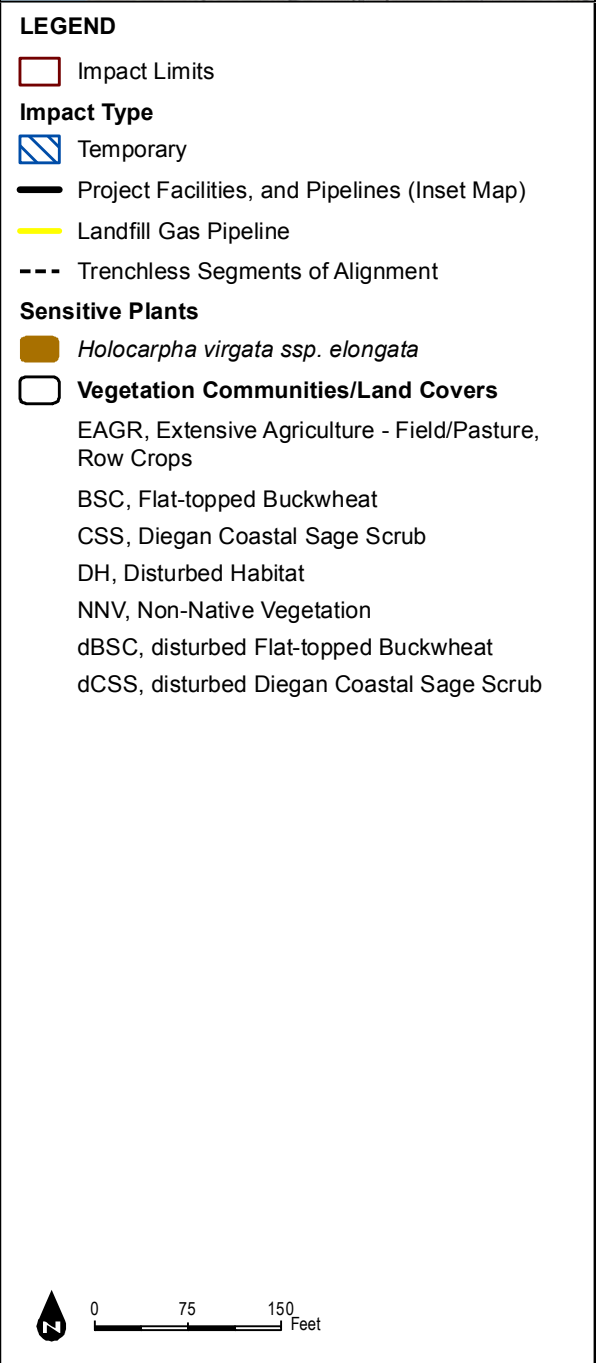 LEGEND
Impact Limits
Impact Type
Temporary
Project Facilities, and Pipelines (Inset Map)
Landfill Gas Pipeline
Trenchless Segments of Alignment
Sensitive Plants
Holocarpha virgata ssp. elongata
Vegetation Communities/Land Covers
EAGR, Extensive Agriculture - Field/Pasture,
Row Crops
BSC, Flat-topped Buckwheat
CSS, Diegan Coastal Sage Scrub
DH, Disturbed Habitat
NNV, Non-Native Vegetation
dBSC, disturbed Flat-topped Buckwheat
dCSS, disturbed Diegan Coastal Sage Scrub
0 75 150
Feet
N